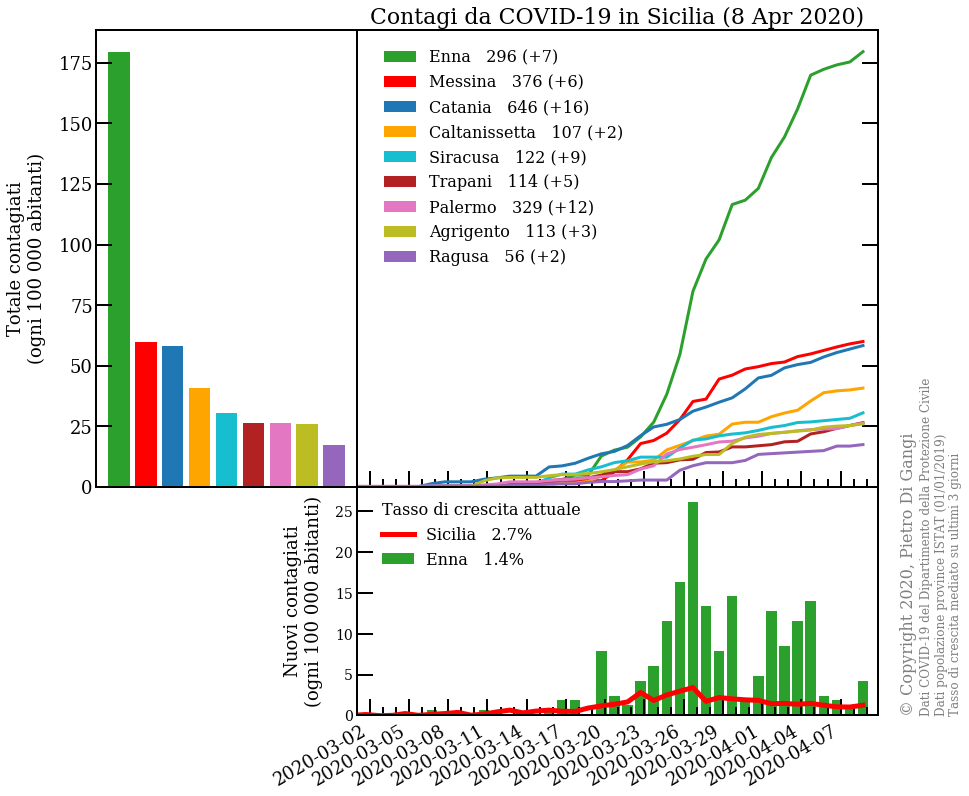 Contagi da COVID-19 in Sicilia (8 Apr 2020)
Totale contagiati
(ogni 100 000 abitanti)
175
150
125
100
75
50
25
0
Enna 296 (+7)
Messina 376 (+6)
Catania 646 (+16)
Caltanissetta 107 (+2)
Siracusa 122 (+9)
Trapani 114 (+5)
Palermo 329 (+12)
Agrigento 113 (+3)
Ragusa 56 (+2)
Nuovi contagiati
(ogni 100 000 abitanti)
25
20
15
10
5
0
Tasso di crescita attuale
Sicilia 2.7%
Enna 1.4%
2020-03-02
2020-03-05
2020-03-08
2020-03-11
2020-03-14
2020-03-17
2020-03-20
2020-03-23
2020-03-26
2020-03-29
2020-04-01
2020-04-04
2020-04-07
© Copyright 2020, Pietro Di Gangi
Dati COVID-19 del Dipartimento della Protezione Civile
Dati popolazione province ISTAT (01/01/2019)
Tasso di crescita mediato su ultimi 3 giorni